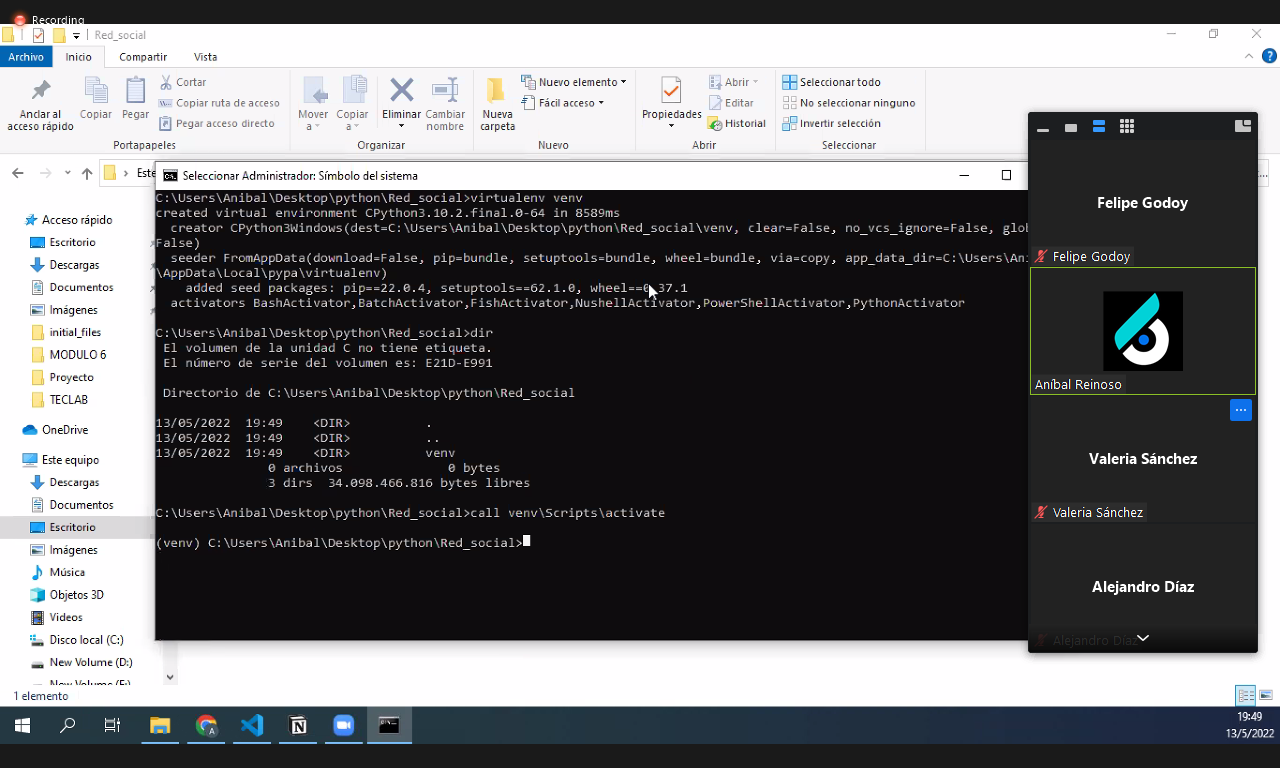 Recording
Red_social
Archivo Inicio Compartir Vista
Anclar al acceso rápido
Copiar
Pegar
Cortar
Copiar ruta de acceso
Pegar acceso directo
Portapapeles
Mover a
Copiar a
Eliminar
Cambiar nombre
Organizar
Nueva carpeta
Nuevo elemento
Fácil acceso
Nuevo
Propiedades
Abrir
Editar
Historial
Abrir
Seleccionar todo
No seleccionar ninguno
Invertir selección
Seleccionar
Acceso rápido
Escritorio
Descargas
Documentos
Imágenes
initial_files
MODULO 6
Proyecto
TECLAB
OneDrive
Este equipo
Descargas
Documentos
Escritorio
Imágenes
Música
Objetos 3D
Videos
Disco local (C:)
New Volume (D:)
1 elemento
Seleccionar Administrador: Símbolo del sistema
C:\Users\Anibal\Desktop\python\Red_social>virtualenv venv
created virtual environment CPython3.10.2.final.0-64 in 8589ms
creator CPython3Windows(dest=C:\Users\Anibal\Desktop\python\Red_social\venv, clear=False, no_vcs_ignore=False, glo
False)
seeder FromAppData(download=False, pip=bundle, setuptools=bundle, wheel=bundle, via=copy, app_data_dir=C:\Users\Ani
\AppData\Local\pypa\virtualenv)
added seed packages: pip==22.0.4, setuptools==62.1.0, wheel==0.37.1
activators BashActivator,BatchActivator,FishActivator,NushellActivator,PowerShellActivator,PythonActivator
C:\Users\Anibal\Desktop\python\Red_social>dir
El volumen de la unidad C no tiene etiqueta.
El número de serie del volumen es: E21D-E991
Directorio de C:\Users\Anibal\Desktop\python\Red_social
13/05/2022 19:49 <DIR> .
13/05/2022 19:49 <DIR> ..
13/05/2022 19:49 <DIR> venv
0 archivos 0 bytes
3 dirs 34.098.466.816 bytes libres
C:\Users\Anibal\Desktop\python\Red_social>call venv\Scripts\activate
(venv) C:\Users\Anibal\Desktop\python\Red_social>
Felipe Godoy
Felipe Godoy
Aníbal Reinoso
Valeria Sánchez
Valeria Sánchez
Alejandro Díaz
Alejandro Díaz
19:49
13/5/2022